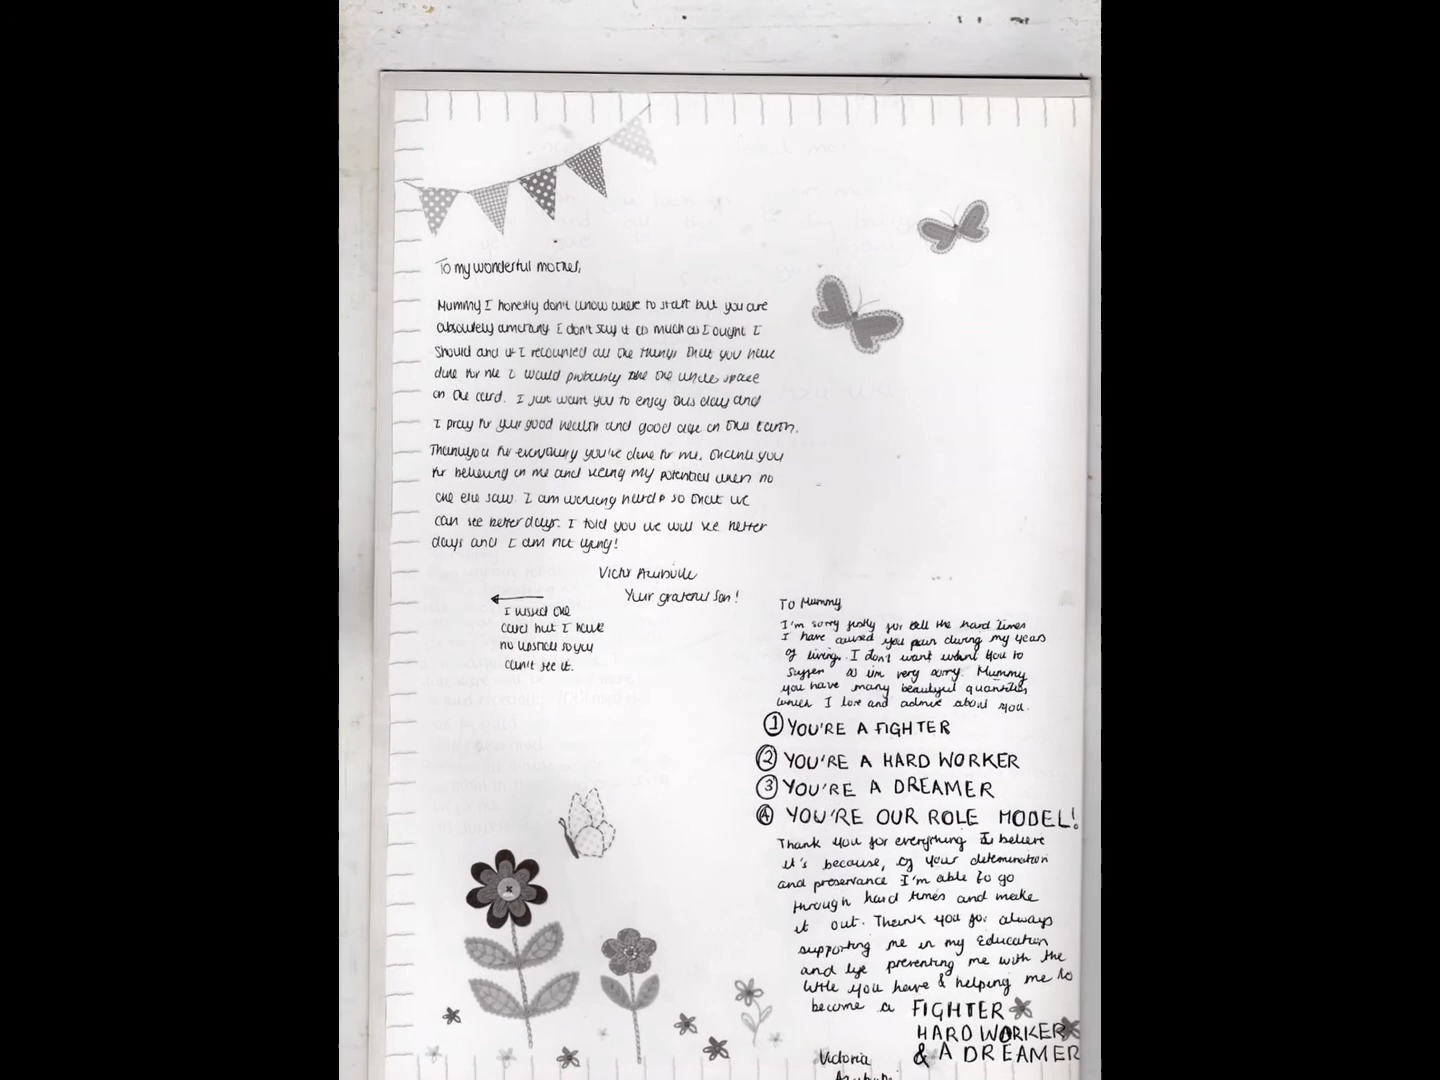 To my wonderful mother,
Mummy I honestly don't know where to start but you are
absolutely amazing I don't say it as much as I ought I
should and if I recounted all the things that you have
done for me I would probably take the whole space
on the card. I just want you to enjoy this day and
I pray for your good health and good age on this earth.
Thankyou for everything you've done for me. Thank you
for believing in me and seeing my potential when no
one else saw. I am working hard so that we
can see better days. I told you we will see better
days and I am not lying!
Victor
Your grateful son!
I kissed the
card but I have
no lipstick so you
can't see it.
To Mummy
I'm sorry firstly for all the hard times
I have caused you pain during my years
of living. I don't want you to
suffer so i'm very sorry. Mummy
you have many beautiful quantities
which I love and admire about you.
① YOU'RE A FIGHTER
② YOU'RE A HARD WORKER
③ YOU'RE A DREAMER
④ YOU'RE OUR ROLE MODEL!
Thank you for everything I believe
it's because, of your determination
and preservance I'm able to go
through hard times and make
it out. Thank you for always
supporting me in my Education
and life preventing me with the
little you have & helping me to
become a FIGHTER
HARD WORKER
& A DREAMER
Victoria